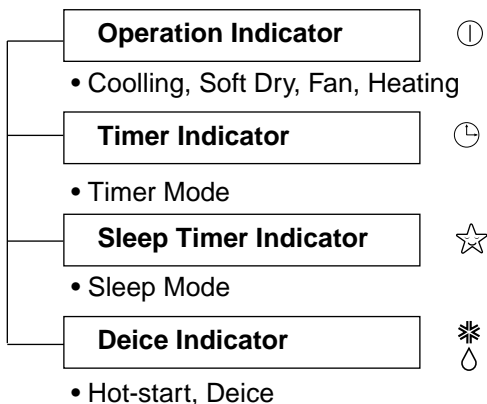 Operation Indicator
• Coolling, Soft Dry, Fan, Heating
Timer Indicator
• Timer Mode
Sleep Timer Indicator
• Sleep Mode
Deice Indicator
• Hot-start, Deice